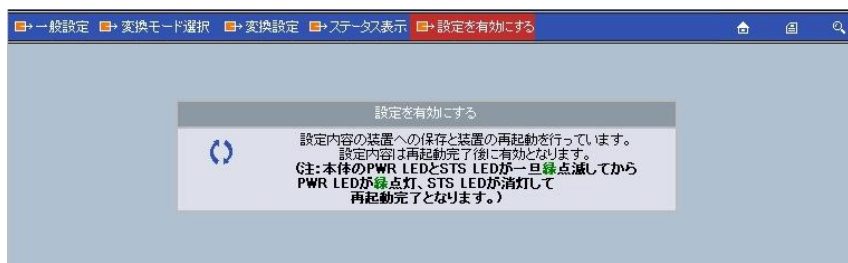 一般設定 変換モード選択 変換設定 ステータス表示 設定を有効にする
設定を有効にする
設定内容の装置への保存と装置の再起動を行っています。
設定内容は再起動完了後に有効となります。
(注:本体のPWR LEDとSTS LEDが一旦緑点滅してから
PWR LEDが緑点灯、STS LEDが消灯して
再起動完了となります。)